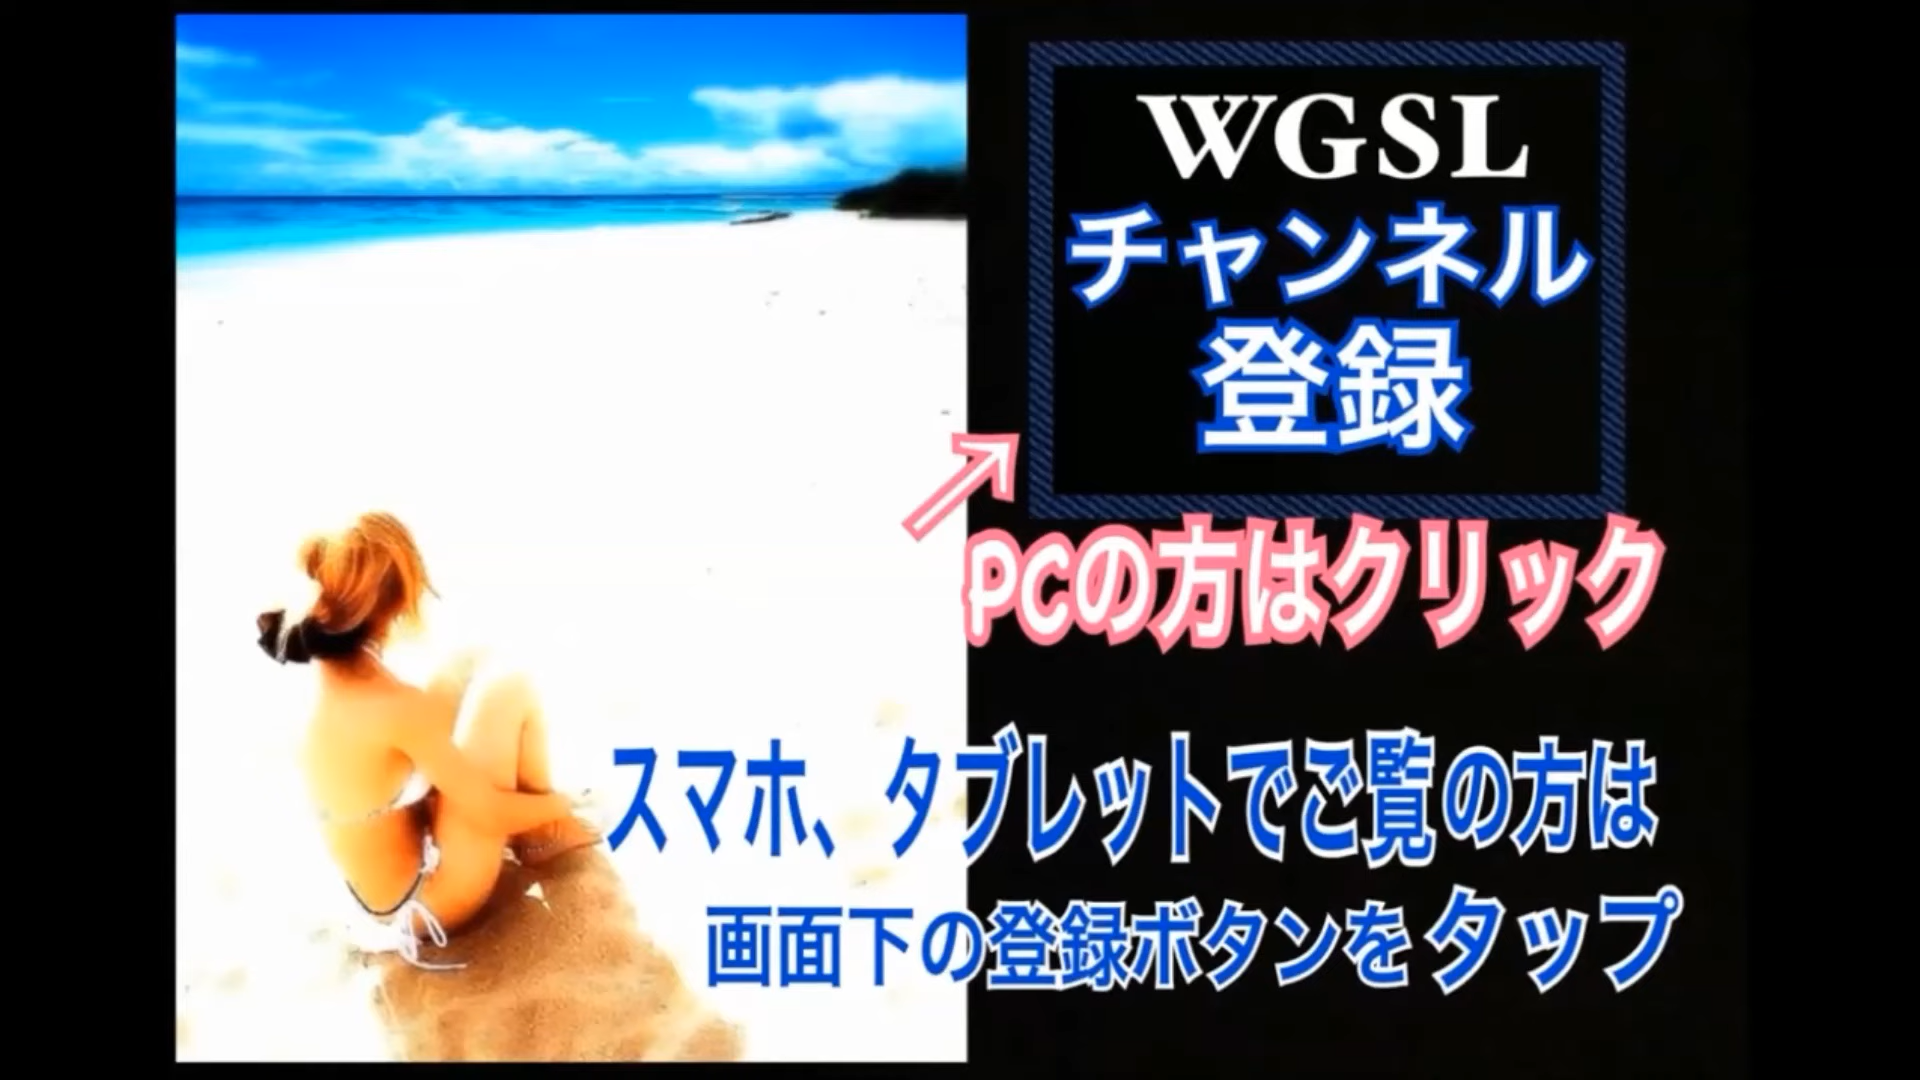 WGSL
チャンネル
登録
PCの方はクリック
スマホ、タブレットでご覧の方は
画面下の登録ボタンをタップ